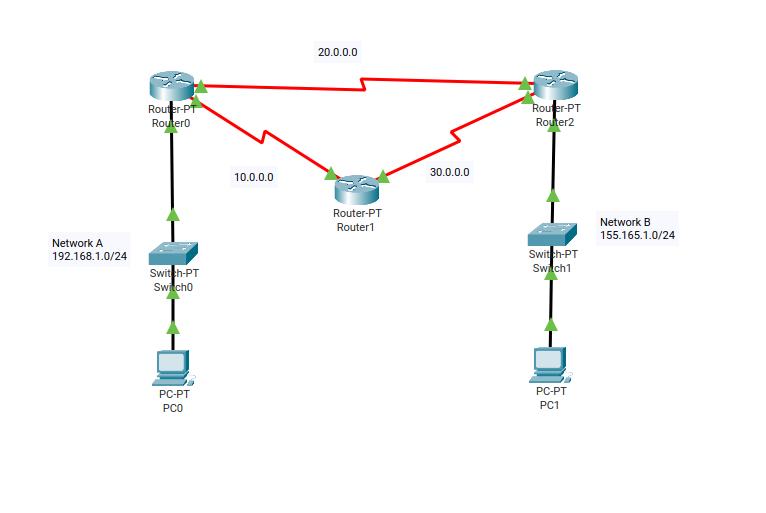 20.0.0.0
Router-PT
Router0
Router-PT
Router2
10.0.0.0
30.0.0.0
Router-PT
Router1
Network A
192.168.1.0/24
Network B
155.165.1.0/24
Switch-PT
Switch0
Switch-PT
Switch1
PC-PT
PC0
PC-PT
PC1